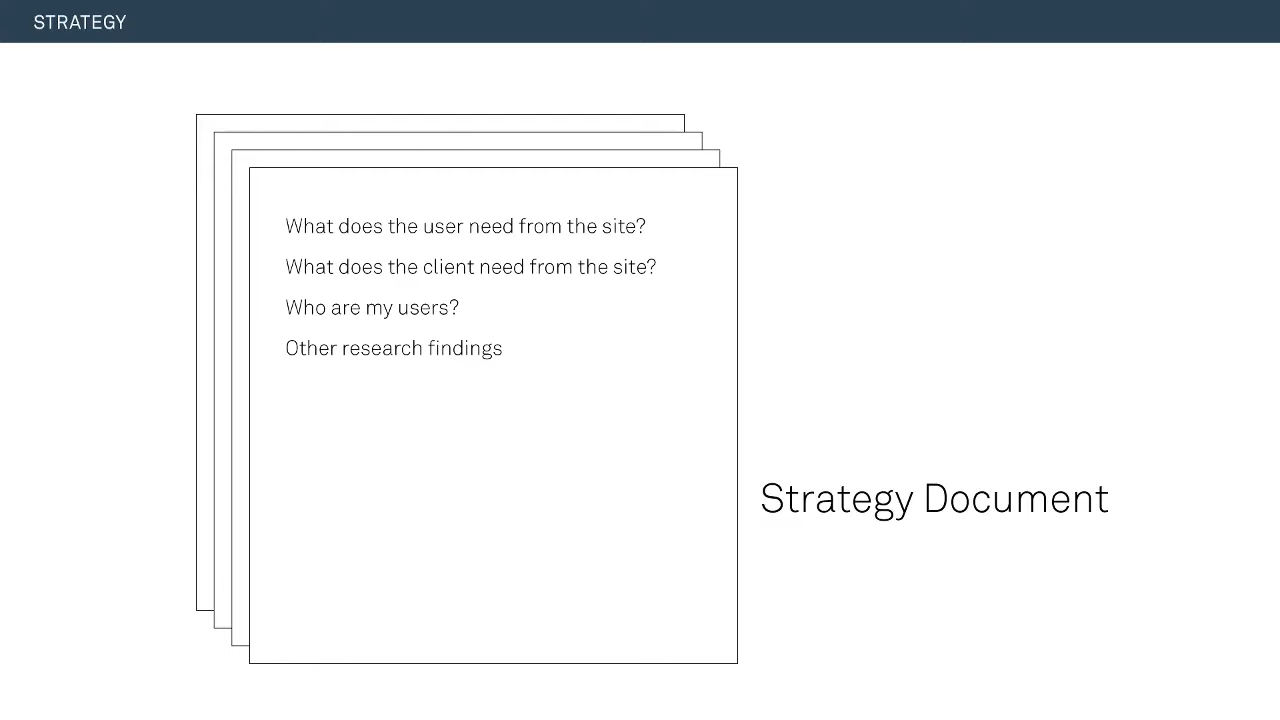 STRATEGY
What does the user need from the site?
What does the client need from the site?
Who are my users?
Other research findings
Strategy Document